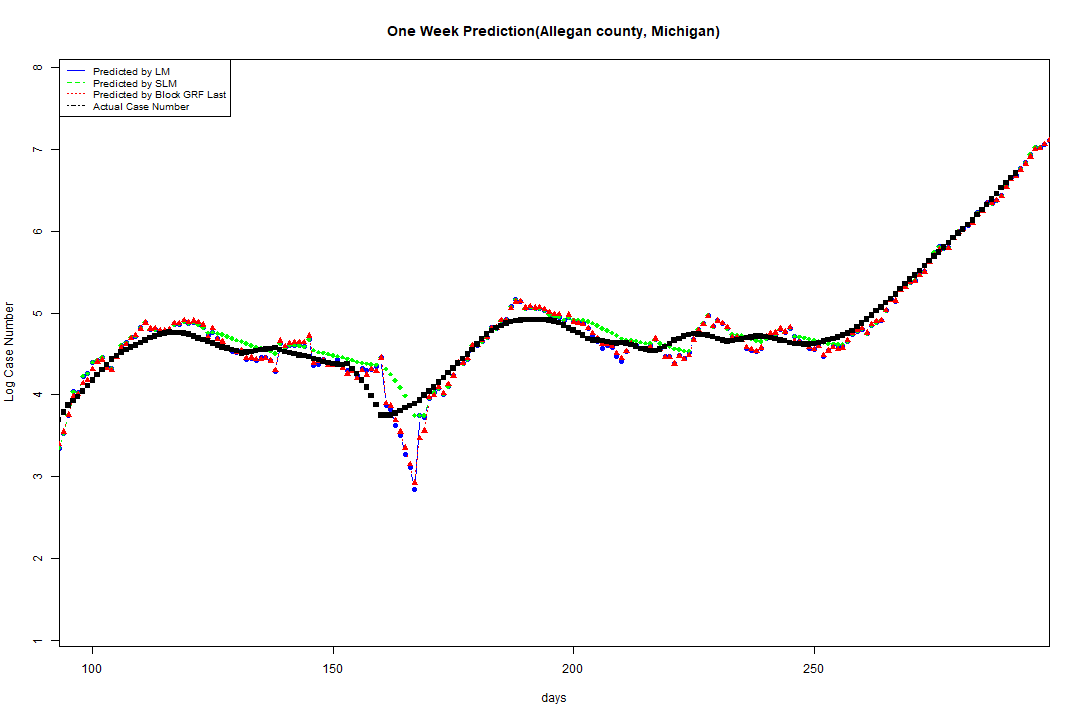 One Week Prediction(Allegan county, Michigan)
Predicted by LM
Predicted by SLM
Predicted by Block GRF Last
Actual Case Number
8
7
6
5
4
3
2
1
Log Case Number
100 150 200 250
days